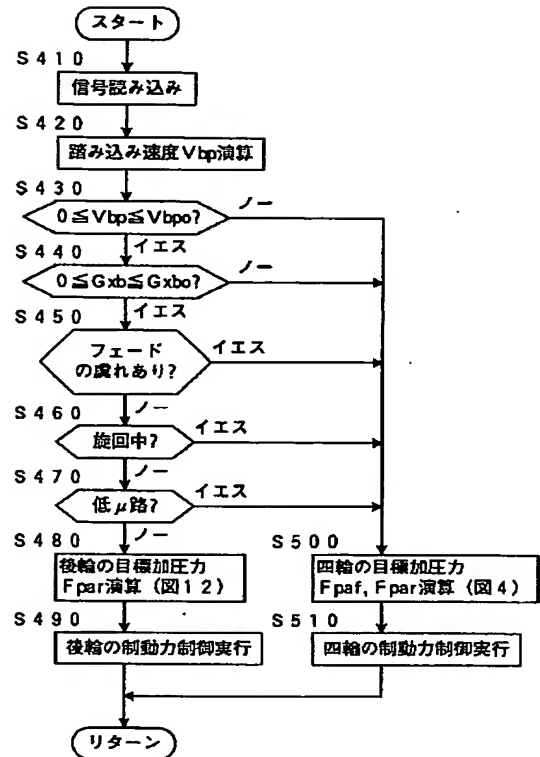 スタート
S410
信号読み込み
S420
踏み込み速度Vbp演算
S430
0≦Vbp≦Vbpo?
ノー
イエス
S440
0≦Gxb≦Gxbo?
ノー
イエス
S450
フェード
の虞れあり?
イエス
ノー
S460
旋回中?
イエス
ノー
S470
低μ路?
イエス
ノー
S480
後輪の目標加圧力
Fpar演算(図12)
S490
後輪の制動力制御実行
S500
四輪の目標加圧力
Fpaf, Fpar演算(図4)
S510
四輪の制動力制御実行
リターン